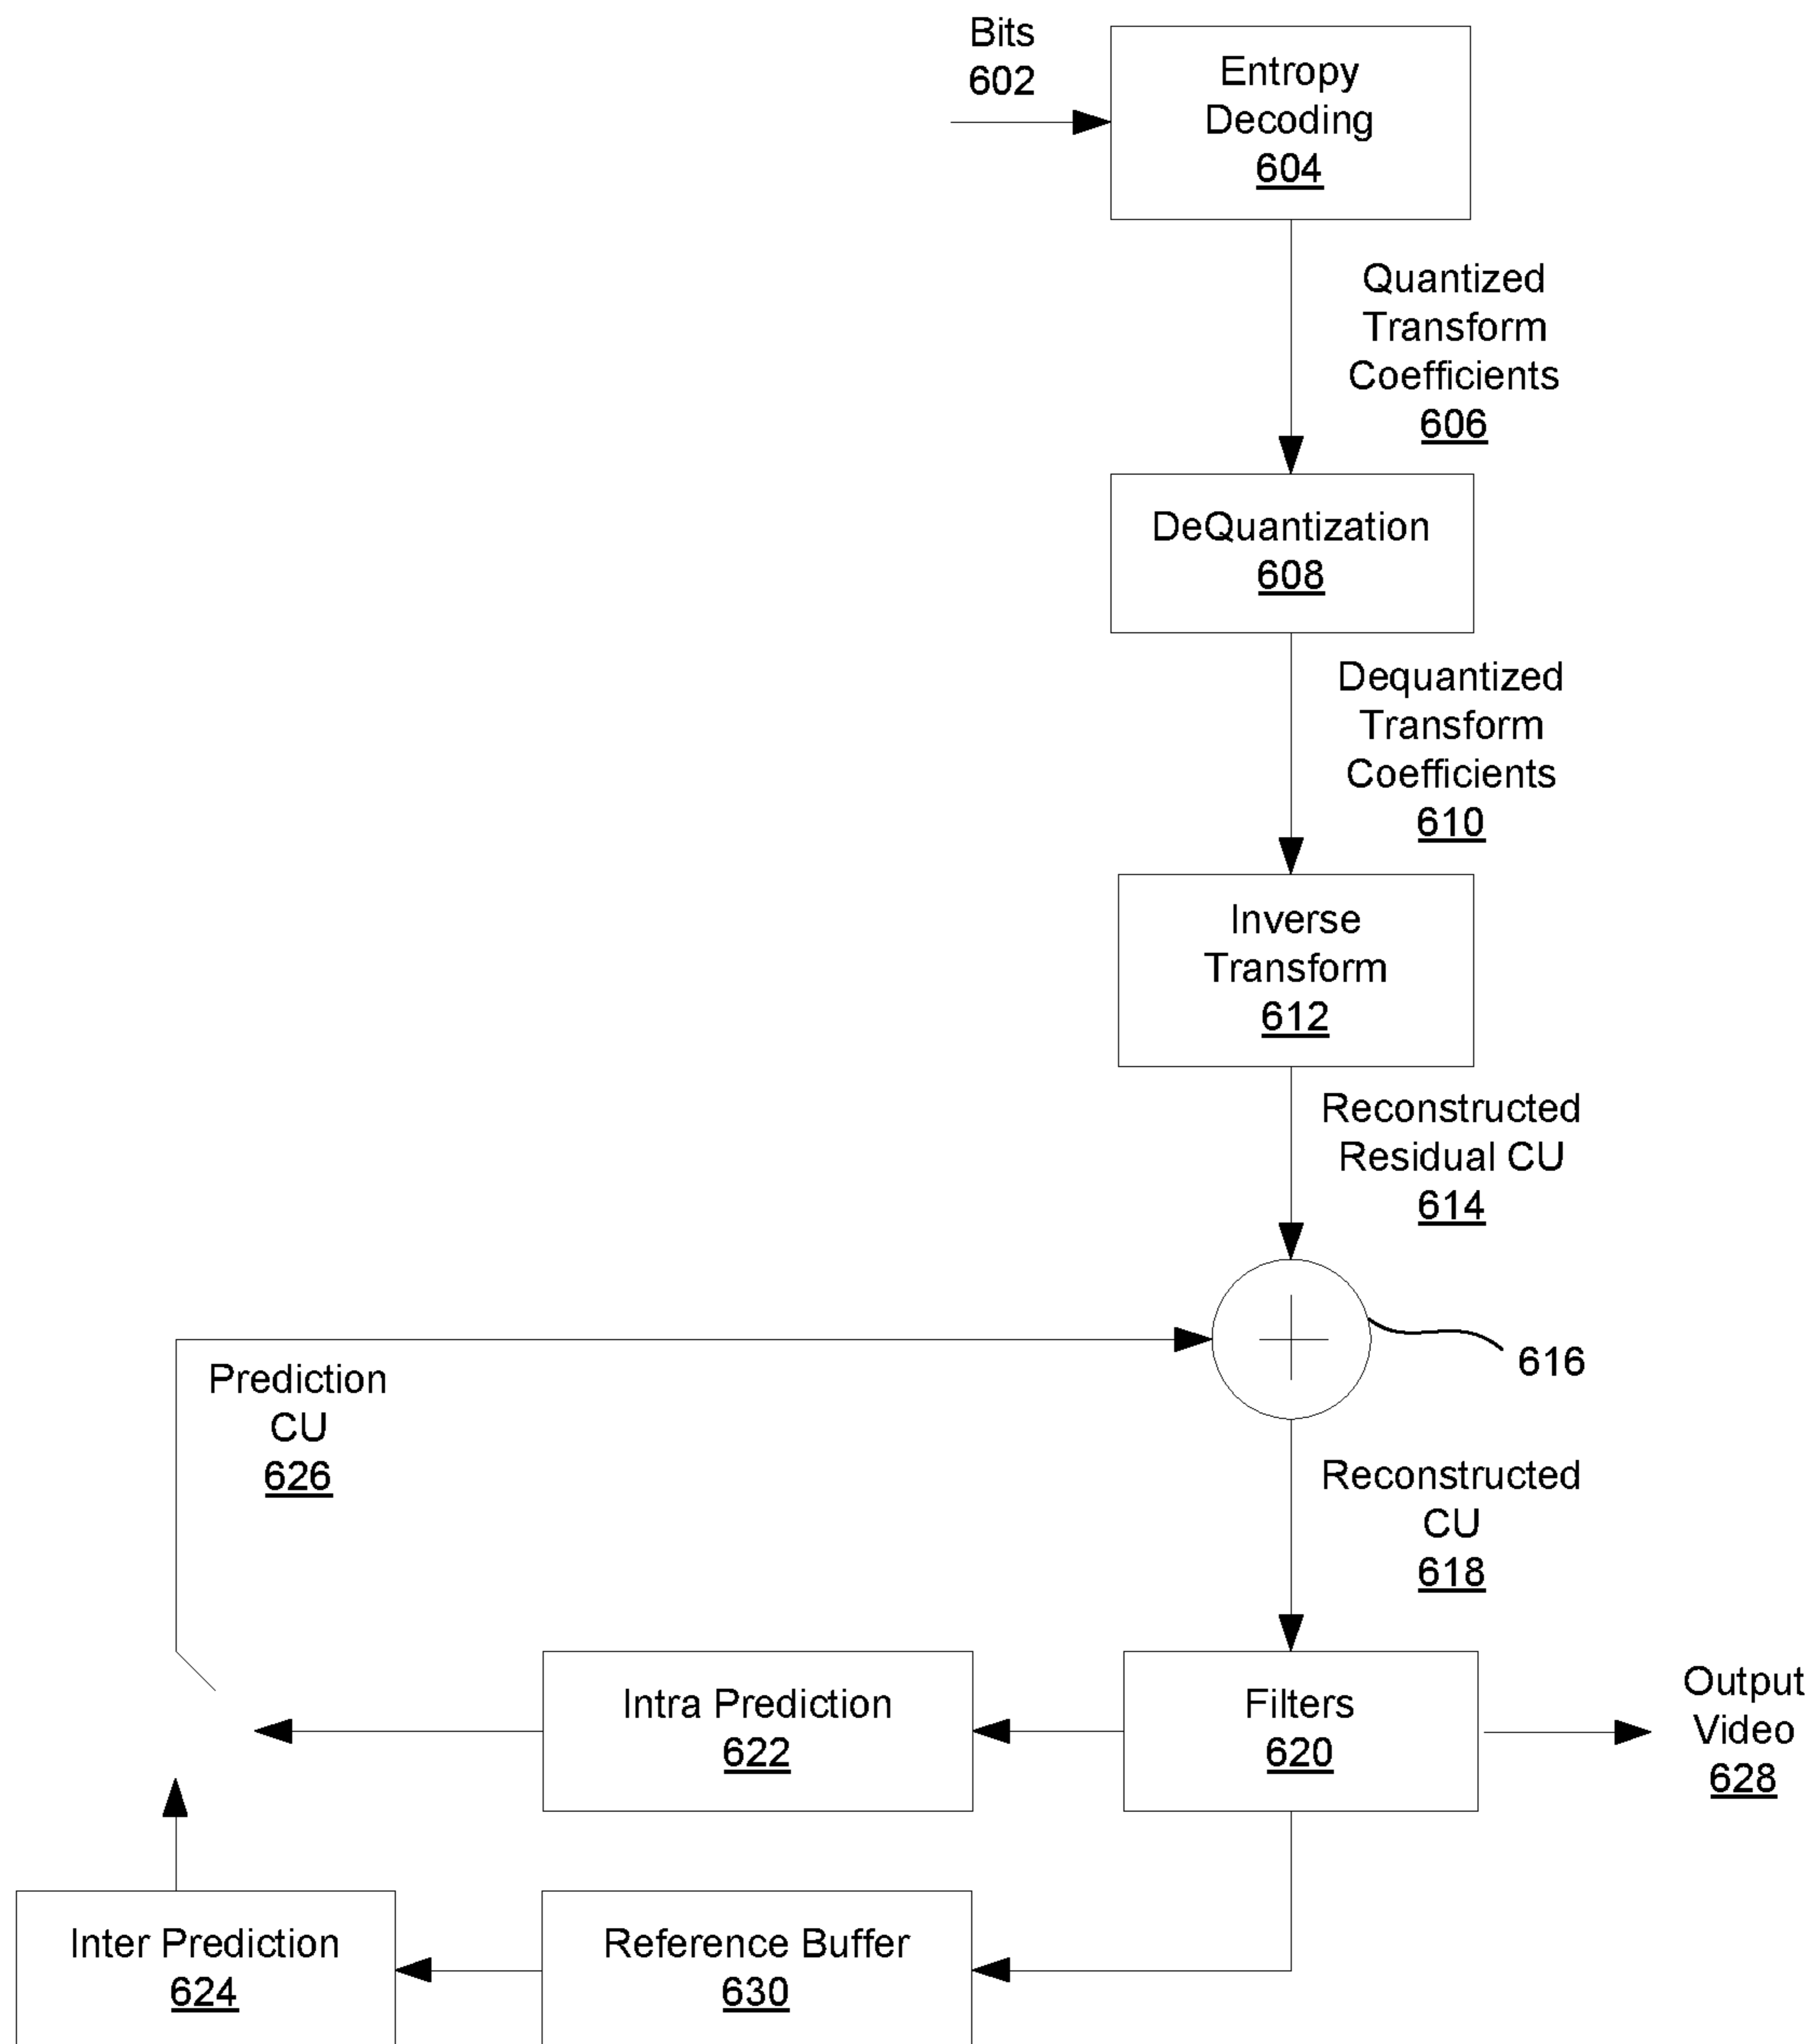 Bits
602
Entropy
Decoding
604
Quantized
Transform
Coefficients
606
DeQuantization
608
Dequantized
Transform
Coefficients
610
Inverse
Transform
612
Reconstructed
Residual CU
614
616
Prediction
CU
626
Reconstructed
CU
618
Intra Prediction
622
Filters
620
Output
Video
628
Inter Prediction
624
Reference Buffer
630